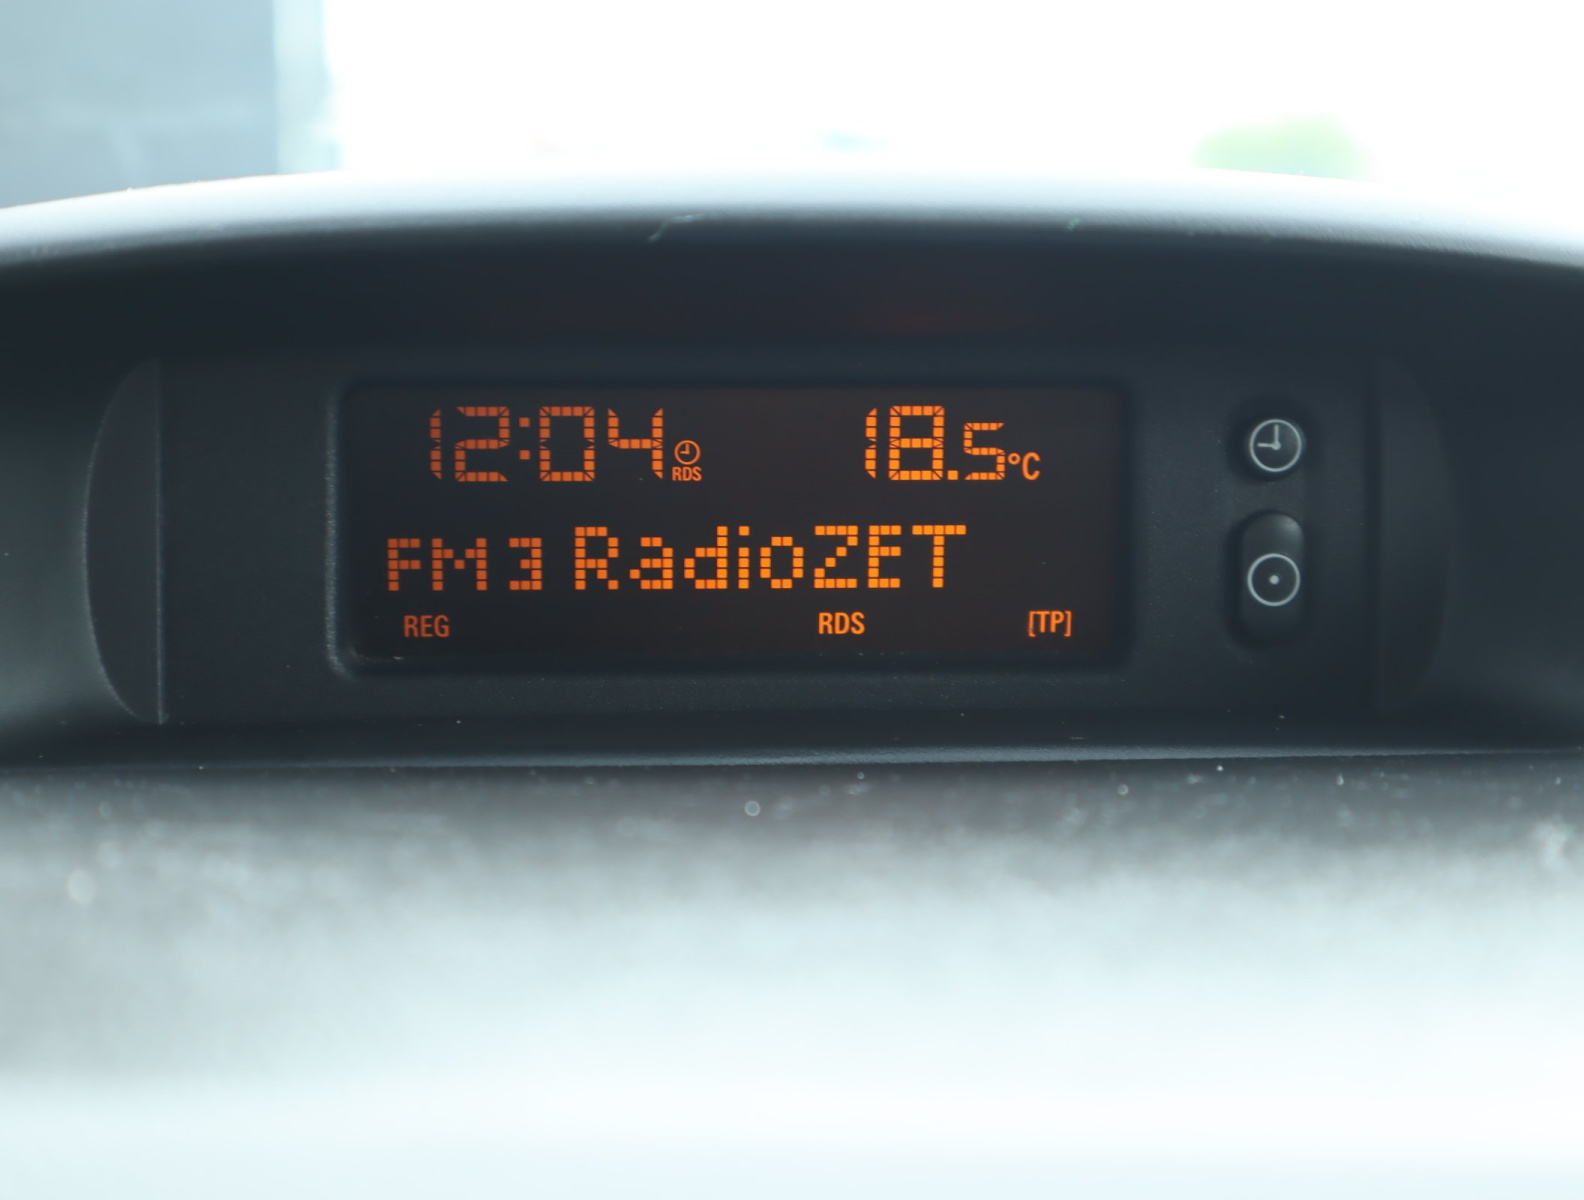 12:04 RDS 18.5°C
FM3 RadioZET
REG RDS [TP]